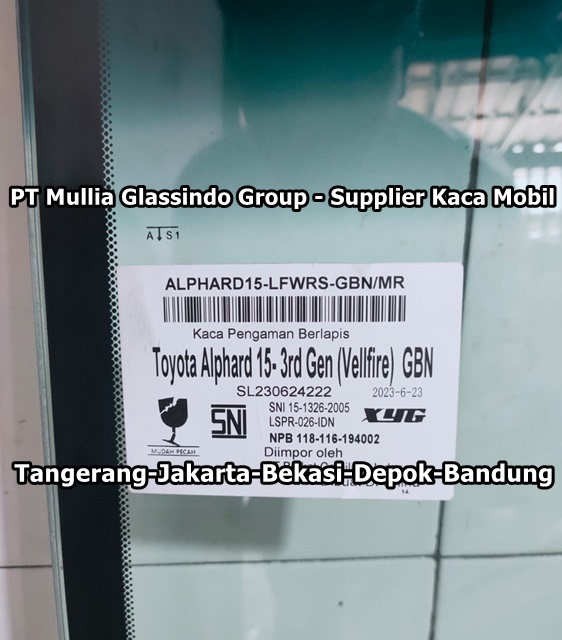 PT Mullia Glassindo Group - Supplier Kaca Mobil
A S1
ALPHARD15-LFWRS-GBN/MR
Kaca Pengaman Berlapis
Toyota Alphard 15- 3rd Gen (Vellfire) GBN
SL230624222 2023-6-23
SNI 15-1326-2005
LSPR-026-IDN
SNI
XYG
NPB 118-116-194002
MUDAH PECAH
Diimpor oleh
Tangerang-Jakarta-Bekasi-Depok-Bandung
14.